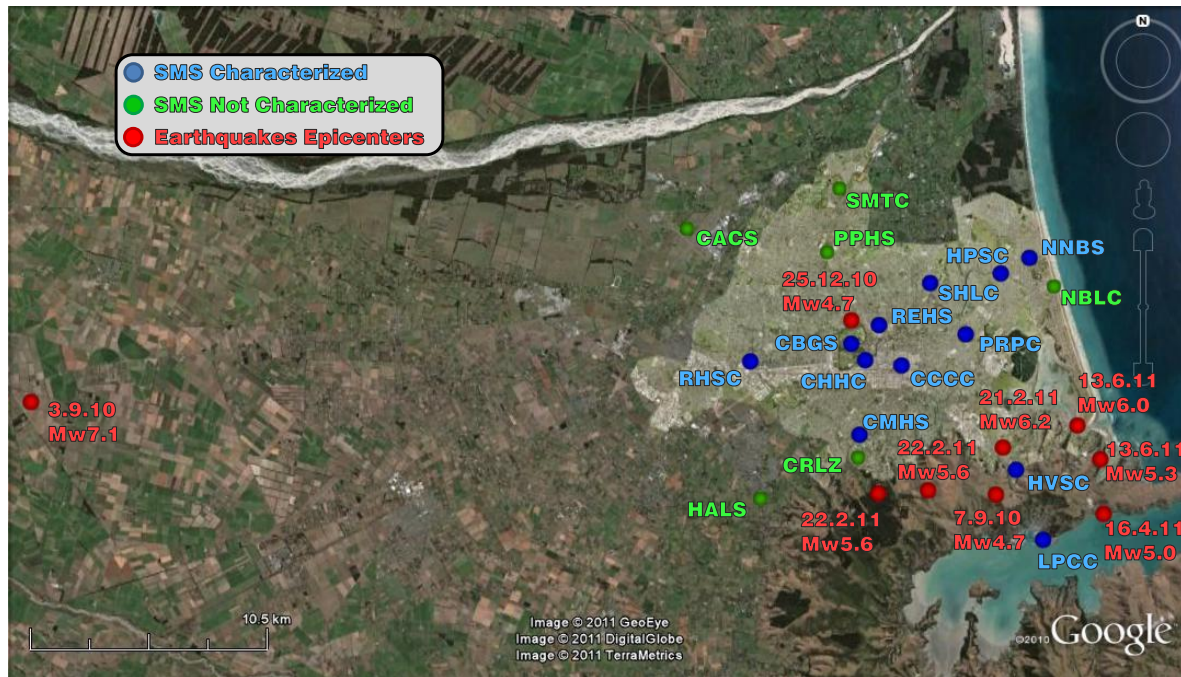 N
SMS Characterized
SMS Not Characterized
Earthquakes Epicenters
SMTC
CACS
PPHS
NNBS
HPSC
25.12.10
Mw4.7
SHLC
NBLC
REHS
CBGS
PRPC
RHSC
CHHC
CCCC
13.6.11
Mw6.0
21.2.11
Mw6.2
3.9.10
Mw7.1
CMHS
22.2.11
Mw5.6
13.6.11
Mw5.3
CRLZ
HVSC
HALS
22.2.11
Mw5.6
7.9.10
Mw4.7
16.4.11
Mw5.0
LPCC
10.5 km
Image © 2011 GeoEye
Image © 2011 DigitalGlobe
Image © 2011 TerraMetrics
©2010 Google